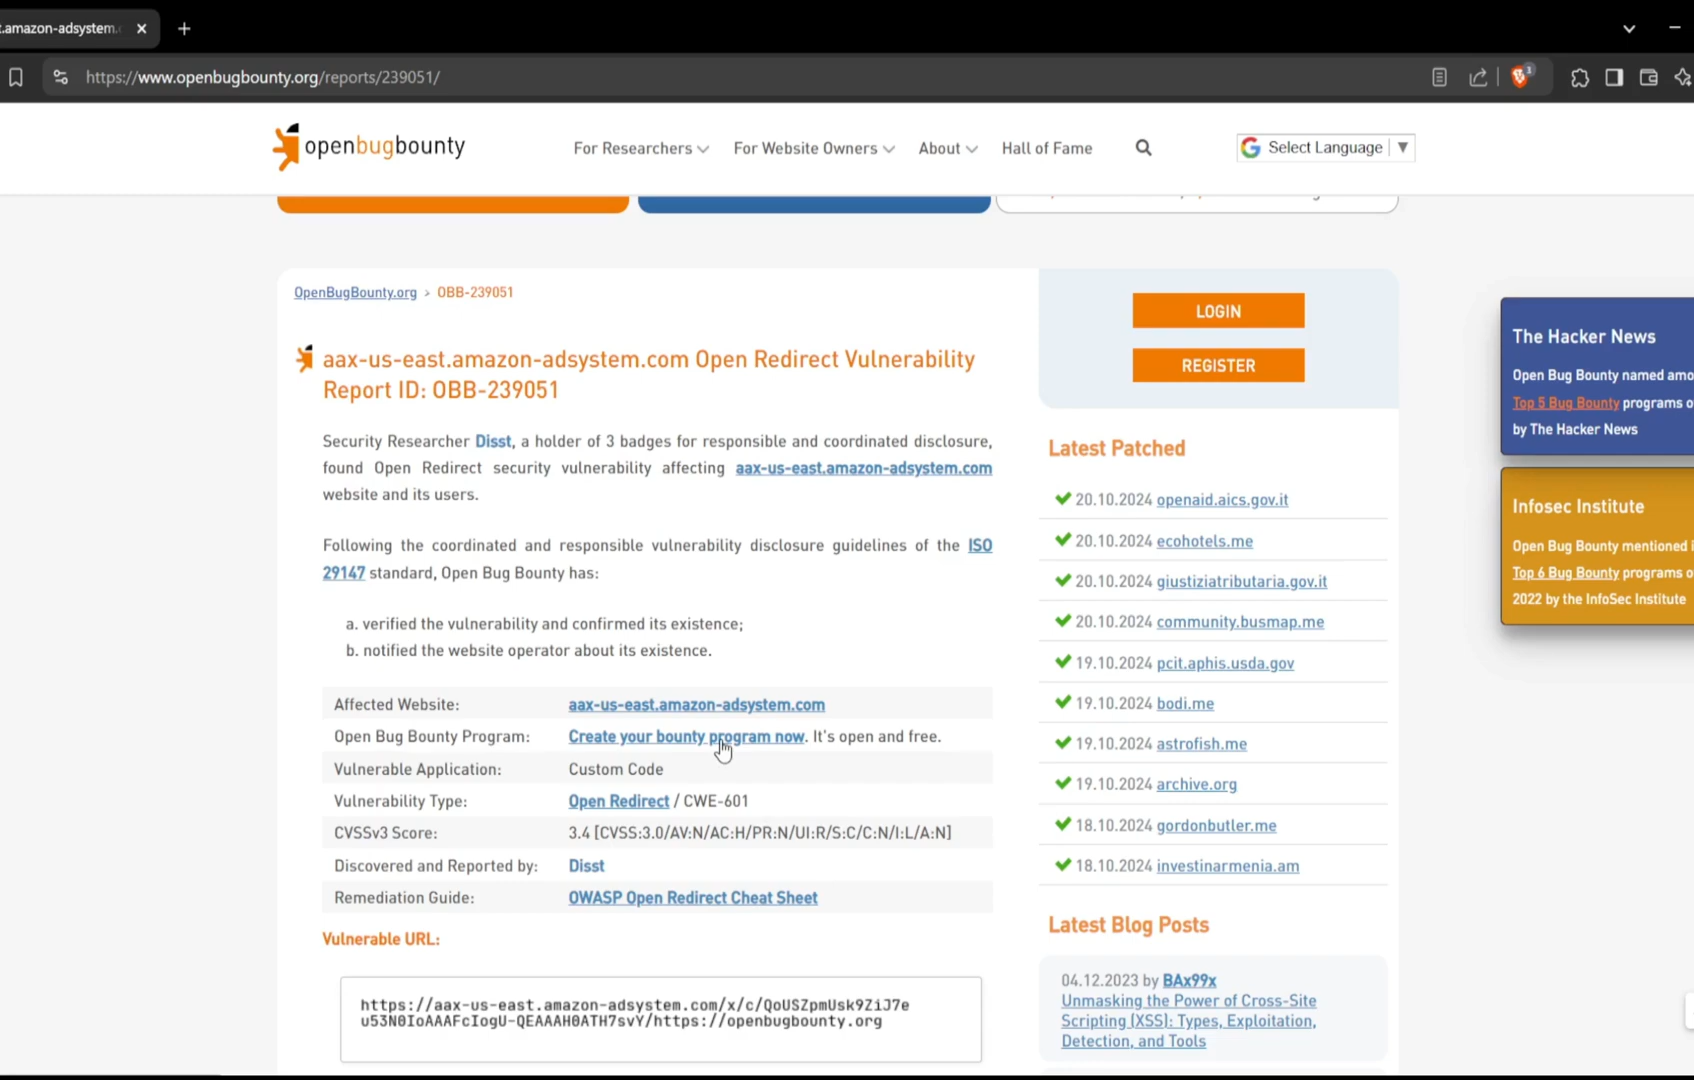 t.amazon-adsystem.
https://www.openbugbounty.org/reports/239051/
1
openbugbounty
For Researchers
For Website Owners
About
Hall of Fame
Select Language
OpenBugBounty.org > OBB-239051
aax-us-east.amazon-adsystem.com Open Redirect Vulnerability
Report ID: OBB-239051
Security Researcher Disst, a holder of 3 badges for responsible and coordinated disclosure,
found Open Redirect security vulnerability affecting aax-us-east.amazon-adsystem.com
website and its users.
Following the coordinated and responsible vulnerability disclosure guidelines of the ISO
29147 standard, Open Bug Bounty has:
a. verified the vulnerability and confirmed its existence;
b. notified the website operator about its existence.
Affected Website: aax-us-east.amazon-adsystem.com
Open Bug Bounty Program: Create your bounty program now. It's open and free.
Vulnerable Application: Custom Code
Vulnerability Type: Open Redirect / CWE-601
CVSSv3 Score: 3.4 [CVSS:3.0/AV:N/AC:H/PR:N/UI:R/S:C/C:N/I:L/A:N]
Discovered and Reported by: Disst
Remediation Guide: OWASP Open Redirect Cheat Sheet
Vulnerable URL:
https://aax-us-east.amazon-adsystem.com/x/c/QoUSZpmUsk9ZiJ7e
u53N0IoAAAFcIogU-QEAAAH0ATH7svY/https://openbugbounty.org
LOGIN
REGISTER
Latest Patched
20.10.2024 openaid.aics.gov.it
20.10.2024 ecohotels.me
20.10.2024 giustiziatributaria.gov.it
20.10.2024 community.busmap.me
19.10.2024 pcit.aphis.usda.gov
19.10.2024 bodi.me
19.10.2024 astrofish.me
19.10.2024 archive.org
18.10.2024 gordonbutler.me
18.10.2024 investinarmenia.am
Latest Blog Posts
04.12.2023 by BAx99x
Unmasking the Power of Cross-Site
Scripting (XSS): Types, Exploitation,
Detection, and Tools
The Hacker News
Open Bug Bounty named amo
Top 5 Bug Bounty programs o
by The Hacker News
Infosec Institute
Open Bug Bounty mentioned i
Top 6 Bug Bounty programs o
2022 by the InfoSec Institute